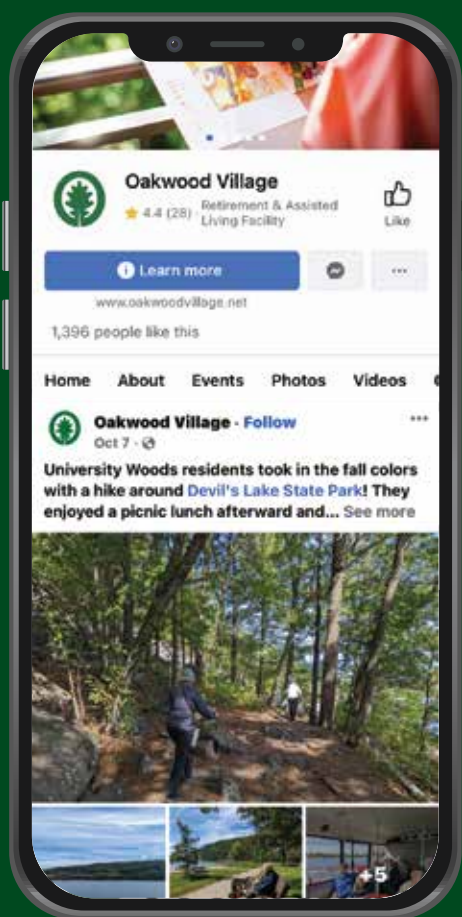 Oakwood Village
4.4 (28)
Retirement & Assisted
Living Facility
Like
Learn more
www.oakwoodvillage.net
1,396 people like this
Home About Events Photos Videos
Oakwood Village · Follow
Oct 7 ·
University Woods residents took in the fall colors
with a hike around Devil's Lake State Park! They
enjoyed a picnic lunch afterward and... See more
+5